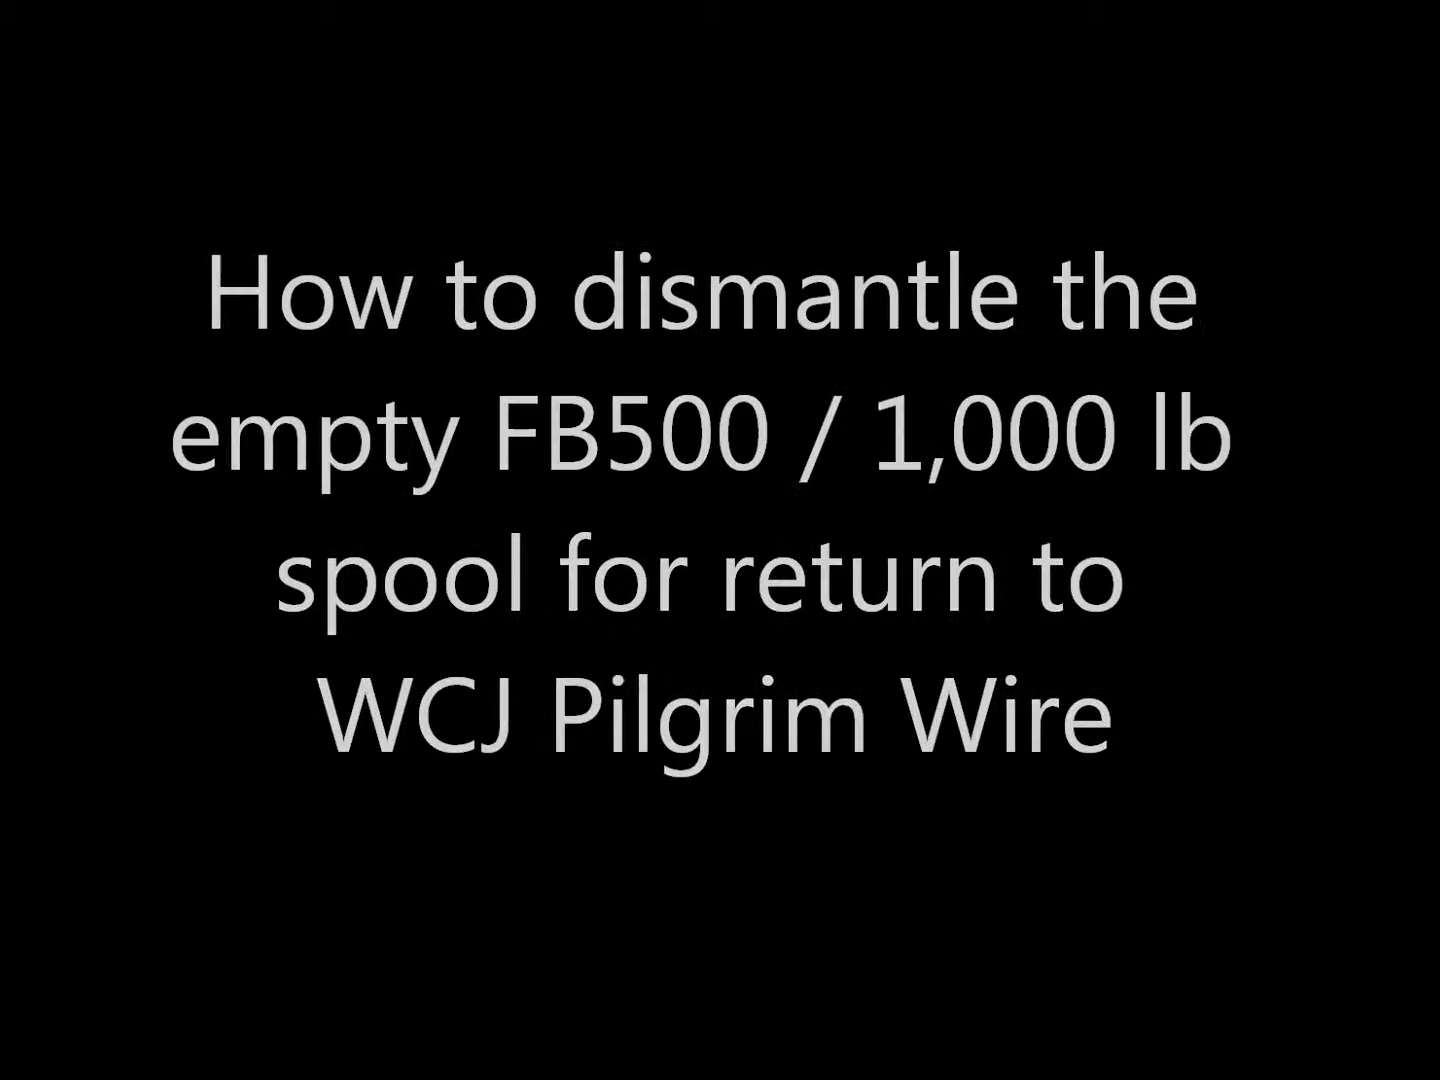 How to dismantle the
empty FB500 / 1,000 lb
spool for return to
WCJ Pilgrim Wire